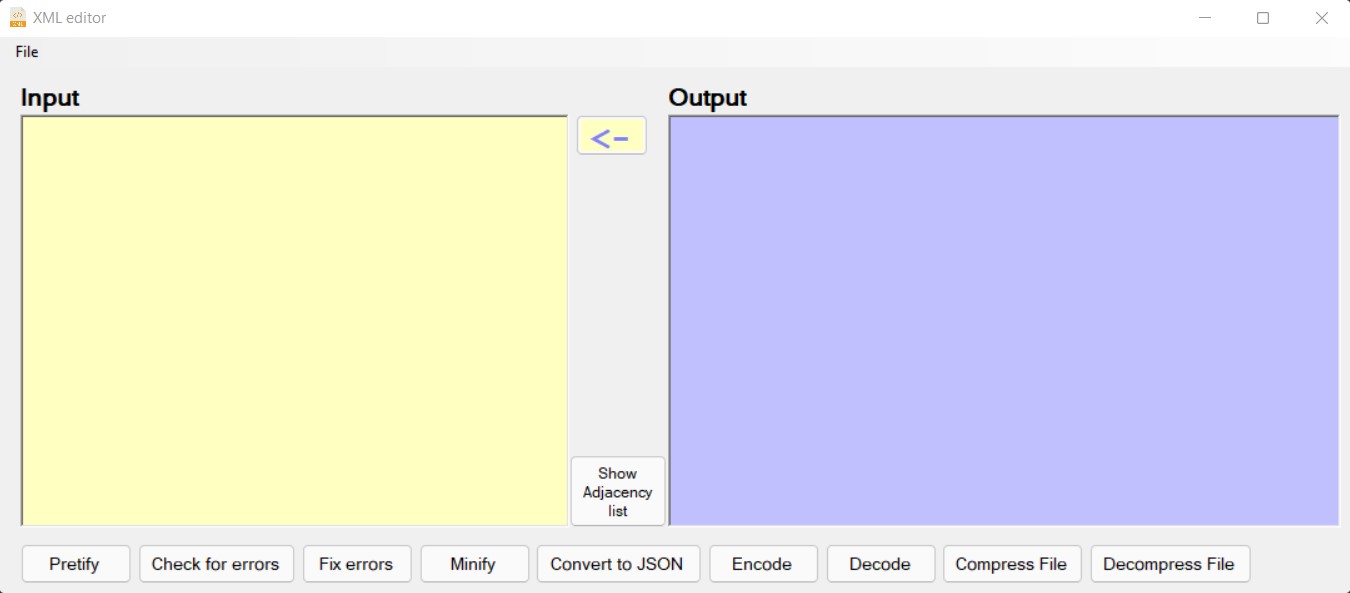 XML editor
File
Input
Output
<-
Show
Adjacency
list
Pretify
Check for errors
Fix errors
Minify
Convert to JSON
Encode
Decode
Compress File
Decompress File